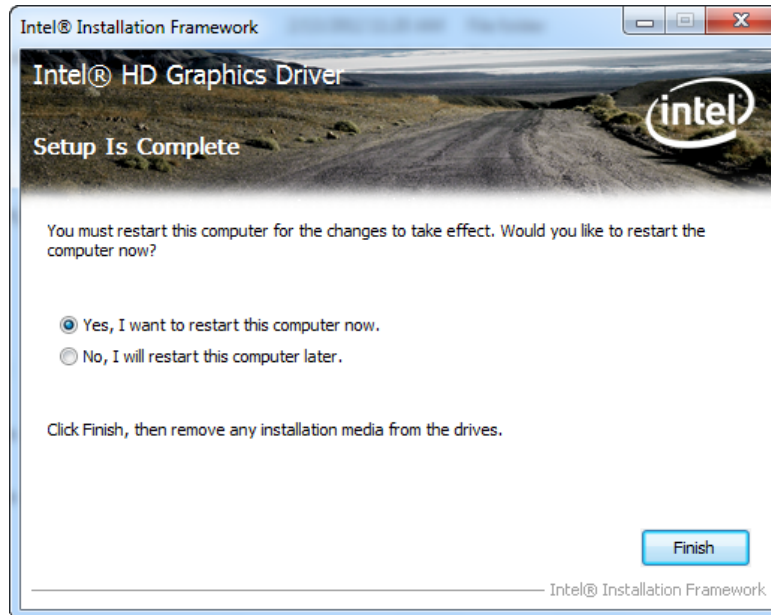 Intel® Installation Framework
Intel® HD Graphics Driver
intel
Setup Is Complete
You must restart this computer for the changes to take effect. Would you like to restart the
computer now?
Yes, I want to restart this computer now.
No, I will restart this computer later.
Click Finish, then remove any installation media from the drives.
Finish
Intel® Installation Framework